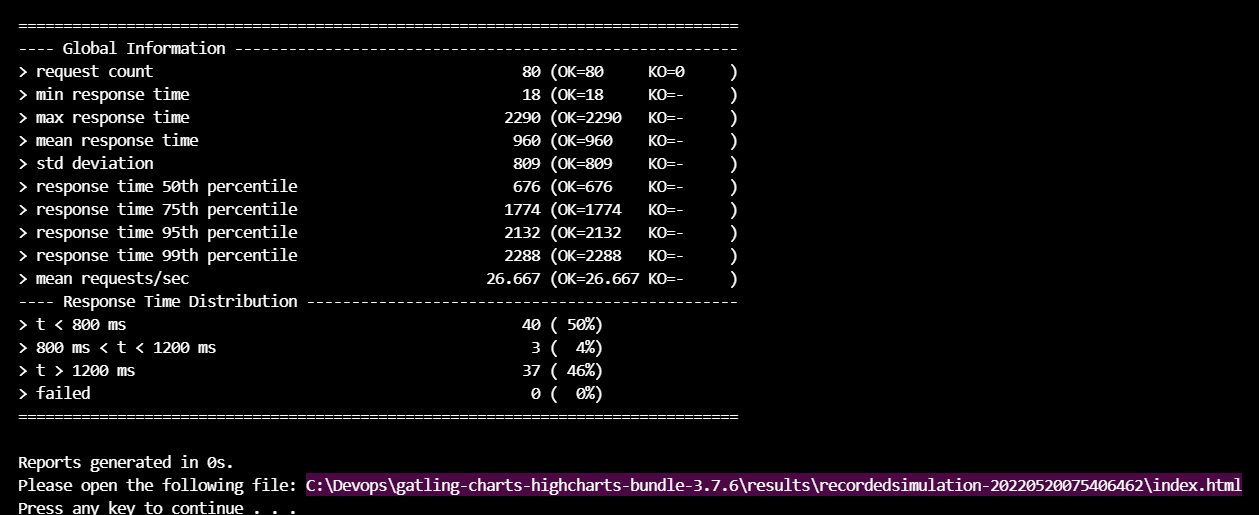 ================================================================================
---- Global Information --------------------------------------------------------
> request count                                         80 (OK=80     KO=0     )
> min response time                                     18 (OK=18     KO=-     )
> max response time                                   2290 (OK=2290   KO=-     )
> mean response time                                   960 (OK=960    KO=-     )
> std deviation                                        809 (OK=809    KO=-     )
> response time 50th percentile                        676 (OK=676    KO=-     )
> response time 75th percentile                       1774 (OK=1774   KO=-     )
> response time 95th percentile                       2132 (OK=2132   KO=-     )
> response time 99th percentile                       2288 (OK=2288   KO=-     )
> mean requests/sec                                 26.667 (OK=26.667 KO=-     )
---- Response Time Distribution ------------------------------------------------
> t < 800 ms                                            40 ( 50%)
> 800 ms < t < 1200 ms                                   3 (  4%)
> t > 1200 ms                                           37 ( 46%)
> failed                                                 0 (  0%)
================================================================================
Reports generated in 0s.
Please open the following file: C:\Devops\gatling-charts-highcharts-bundle-3.7.6\results\recordedsimulation-20220520075406462\index.html
Press any key to continue . . .